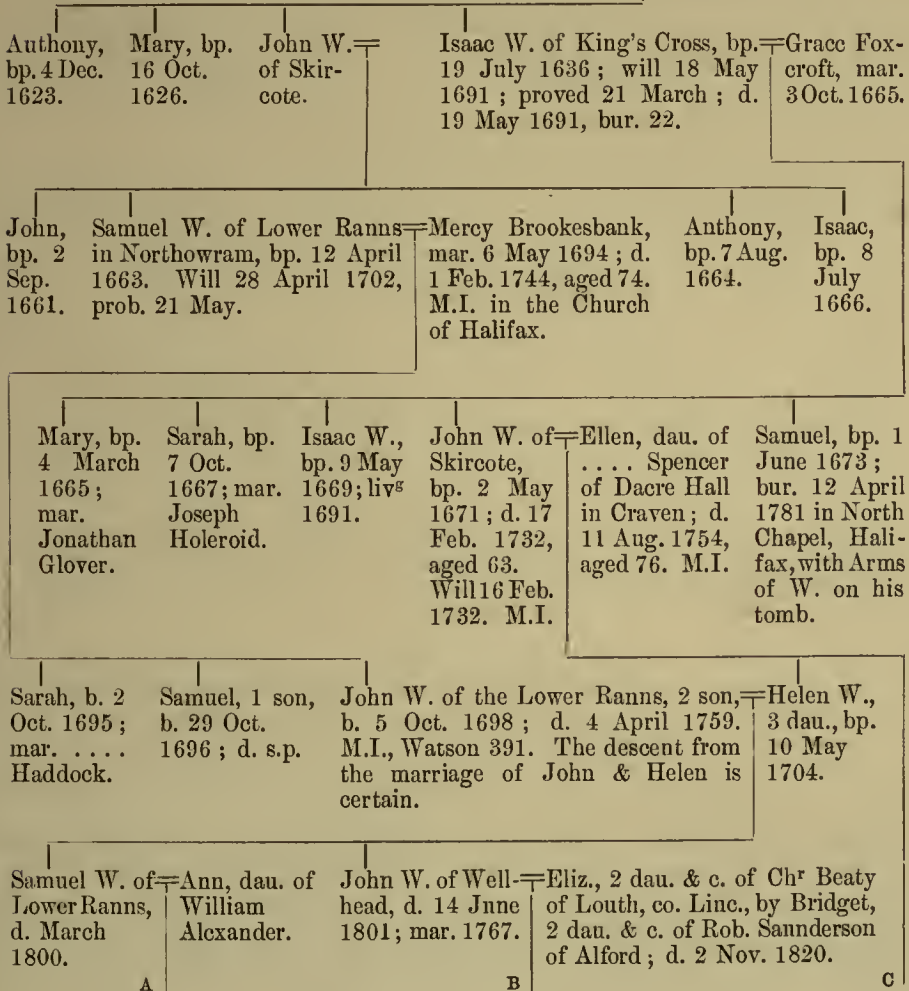 Anthony,
bp. 4 Dec.
1623.
Mary, bp.
16 Oct.
1626.
John W.
of Skir-
cote.
Isaac W. of King's Cross, bp.
19 July 1636 ; will 18 May
1691 ; proved 21 March ; d.
19 May 1691, bur. 22.
Grace Fox-
croft, mar.
3 Oct. 1665.
John,
bp. 2
Sep.
1661.
Samuel W. of Lower Ranns
in Northowram, bp. 12 April
1663. Will 28 April 1702,
prob. 21 May.
Mercy Brookesbank,
mar. 6 May 1694 ; d.
1 Feb. 1744, aged 74.
M.I. in the Church
of Halifax.
Anthony,
bp. 7 Aug.
1664.
Isaac,
bp. 8
July
1666.
Mary, bp.
4 March
1665 ;
mar.
Jonathan
Glover.
Sarah, bp.
7 Oct.
1667; mar.
Joseph
Holeroid.
Isaac W.,
bp. 9 May
1669; livg
1691.
John W. of
Skircote,
bp. 2 May
1671 ; d. 17
Feb. 1732,
aged 63.
Will 16 Feb.
1732. M.I.
Ellen, dau. of
. . . . Spencer
of Dacre Hall
in Craven ; d.
11 Aug. 1754,
aged 76. M.I.
Samuel, bp. 1
June 1673 ;
bur. 12 April
1781 in North
Chapel, Hali-
fax, with Arms
of W. on his
tomb.
Sarah, b. 2
Oct. 1695 ;
mar. . . . .
Haddock.
Samuel, 1 son,
b. 29 Oct.
1696 ; d. s.p.
John W. of the Lower Ranns, 2 son,
b. 5 Oct. 1698 ; d. 4 April 1759.
M.I., Watson 391. The descent from
the marriage of John & Helen is
certain.
Helen W.,
3 dau., bp.
10 May
1704.
Samuel W. of
Lower Ranns,
d. March
1800.
Ann, dau. of
William
Alexander.
John W. of Well-
head, d. 14 June
1801; mar. 1767.
Eliz., 2 dau. & c. of Chr Beaty
of Louth, co. Linc., by Bridget,
2 dau. & c. of Rob. Saunderson
of Alford ; d. 2 Nov. 1820.
A
B
C